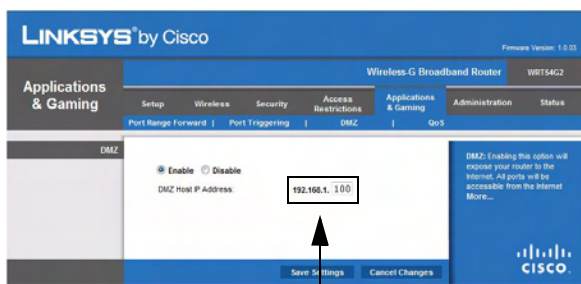 LINKSYS® by Cisco
Firmware Version: 1.0.03
Wireless-G Broadband Router WRT54G2
Applications & Gaming
Setup Wireless Security Access Restrictions Applications & Gaming Administration Status
Port Range Forward | Port Triggering | DMZ | QoS
DMZ
Enable Disable
DMZ Host IP Address: 192.168.1. 100
DMZ: Enabling this option will
expose your router to the
Internet. All ports will be
accessible from the internet
More...
Save Settings Cancel Changes
CISCO.